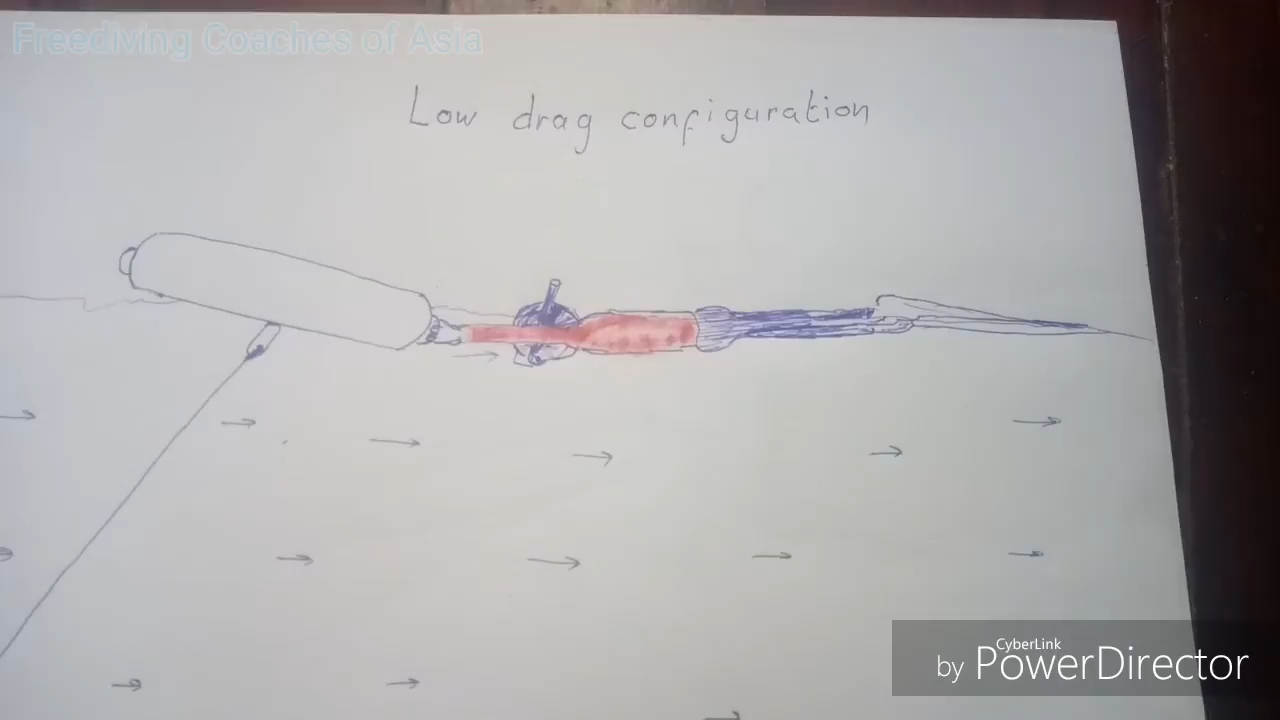 Freediving Coaches of Asia
Low drag configuration
CyberLink
by PowerDirector